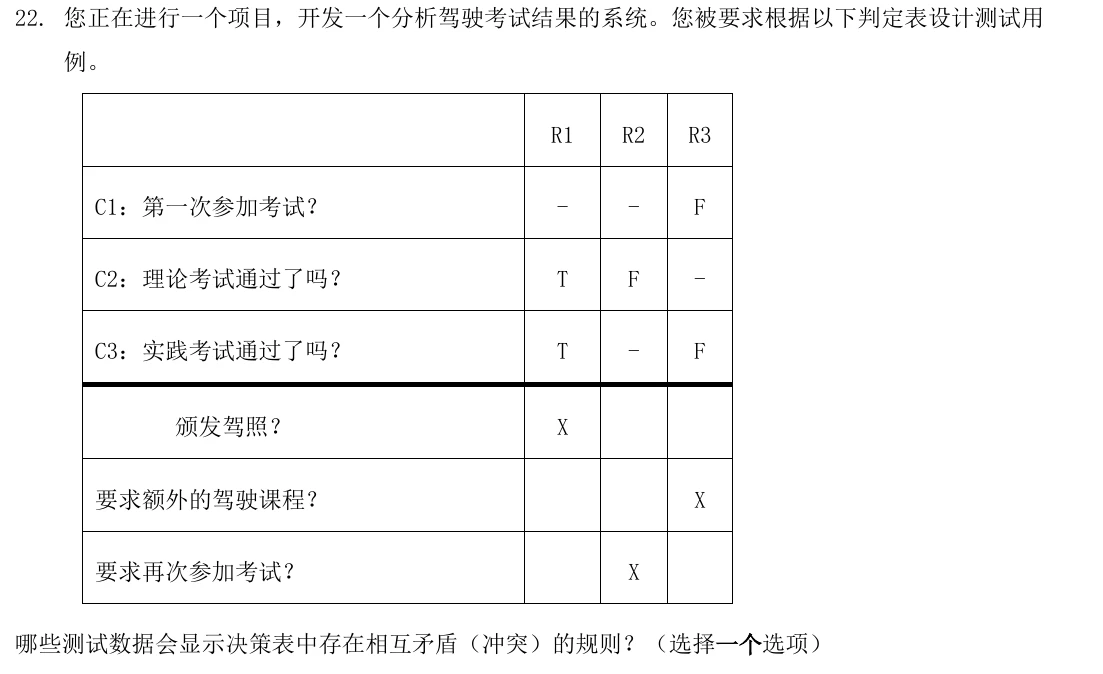 22. 您正在进行一个项目，开发一个分析驾驶考试结果的系统。您被要求根据以下判定表设计测试用
例。
R1 R2 R3
C1：第一次参加考试？ - - F
C2：理论考试通过了吗？ T F -
C3：实践考试通过了吗？ T - F
颁发驾照？ X
要求额外的驾驶课程？ X
要求再次参加考试？ X
哪些测试数据会显示决策表中存在相互矛盾（冲突）的规则？（选择一个选项）